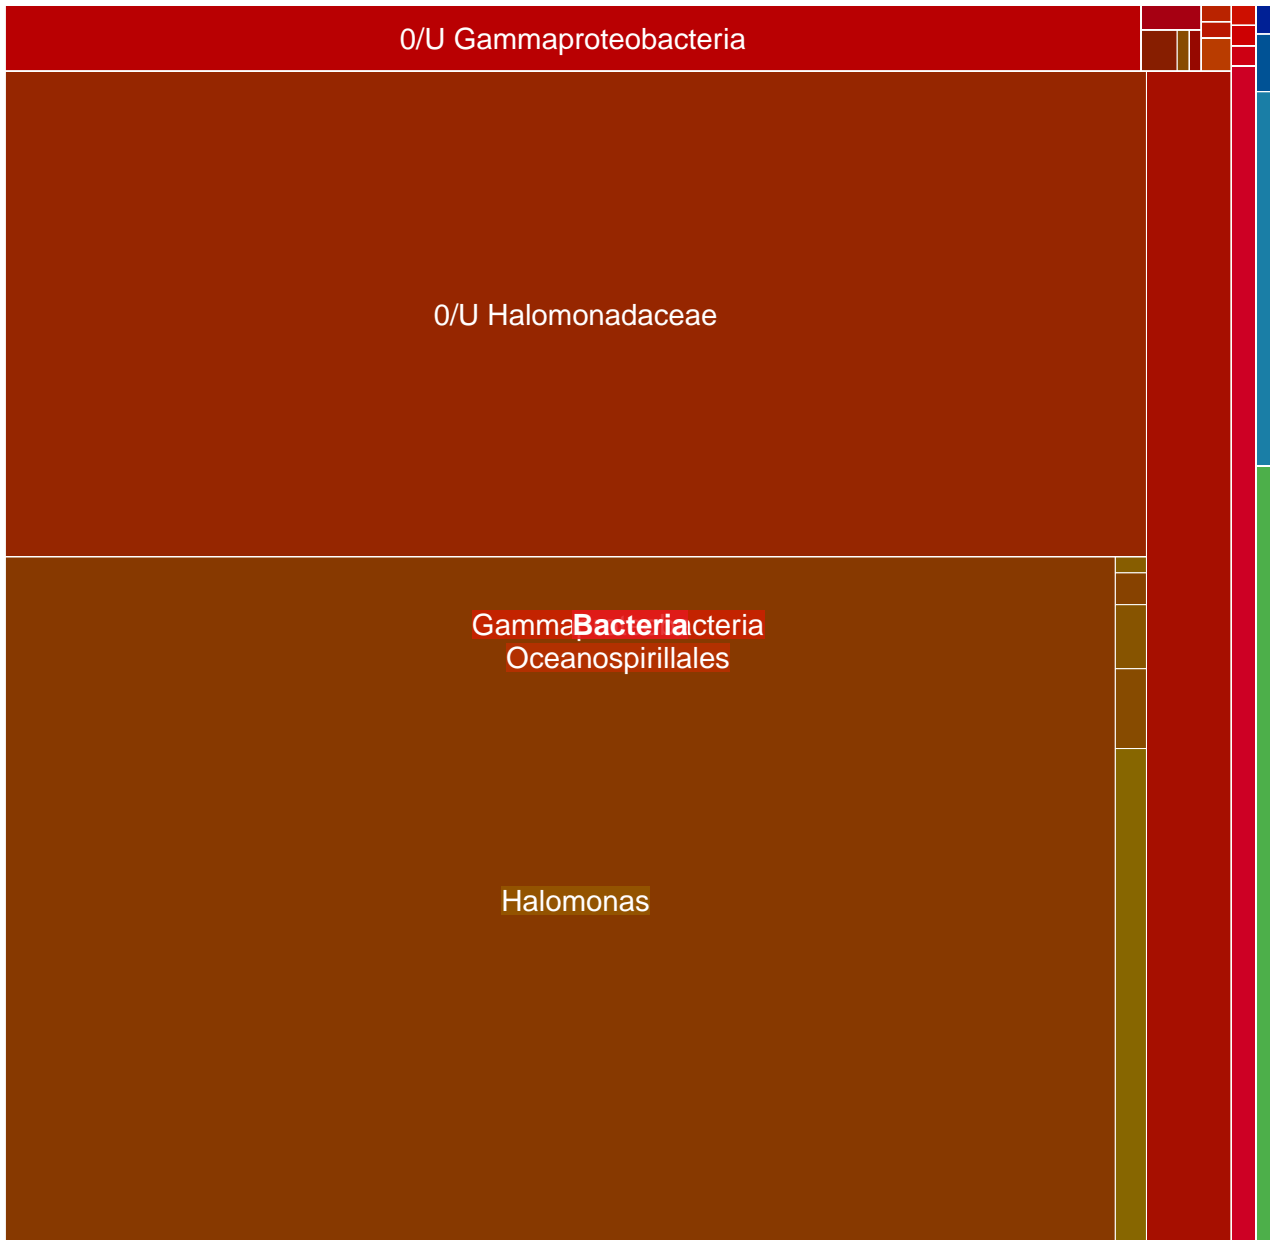 0/U Gammaproteobacteria
0/U Halomonadaceae
Bacteria
Oceanospirillales
Halomonas